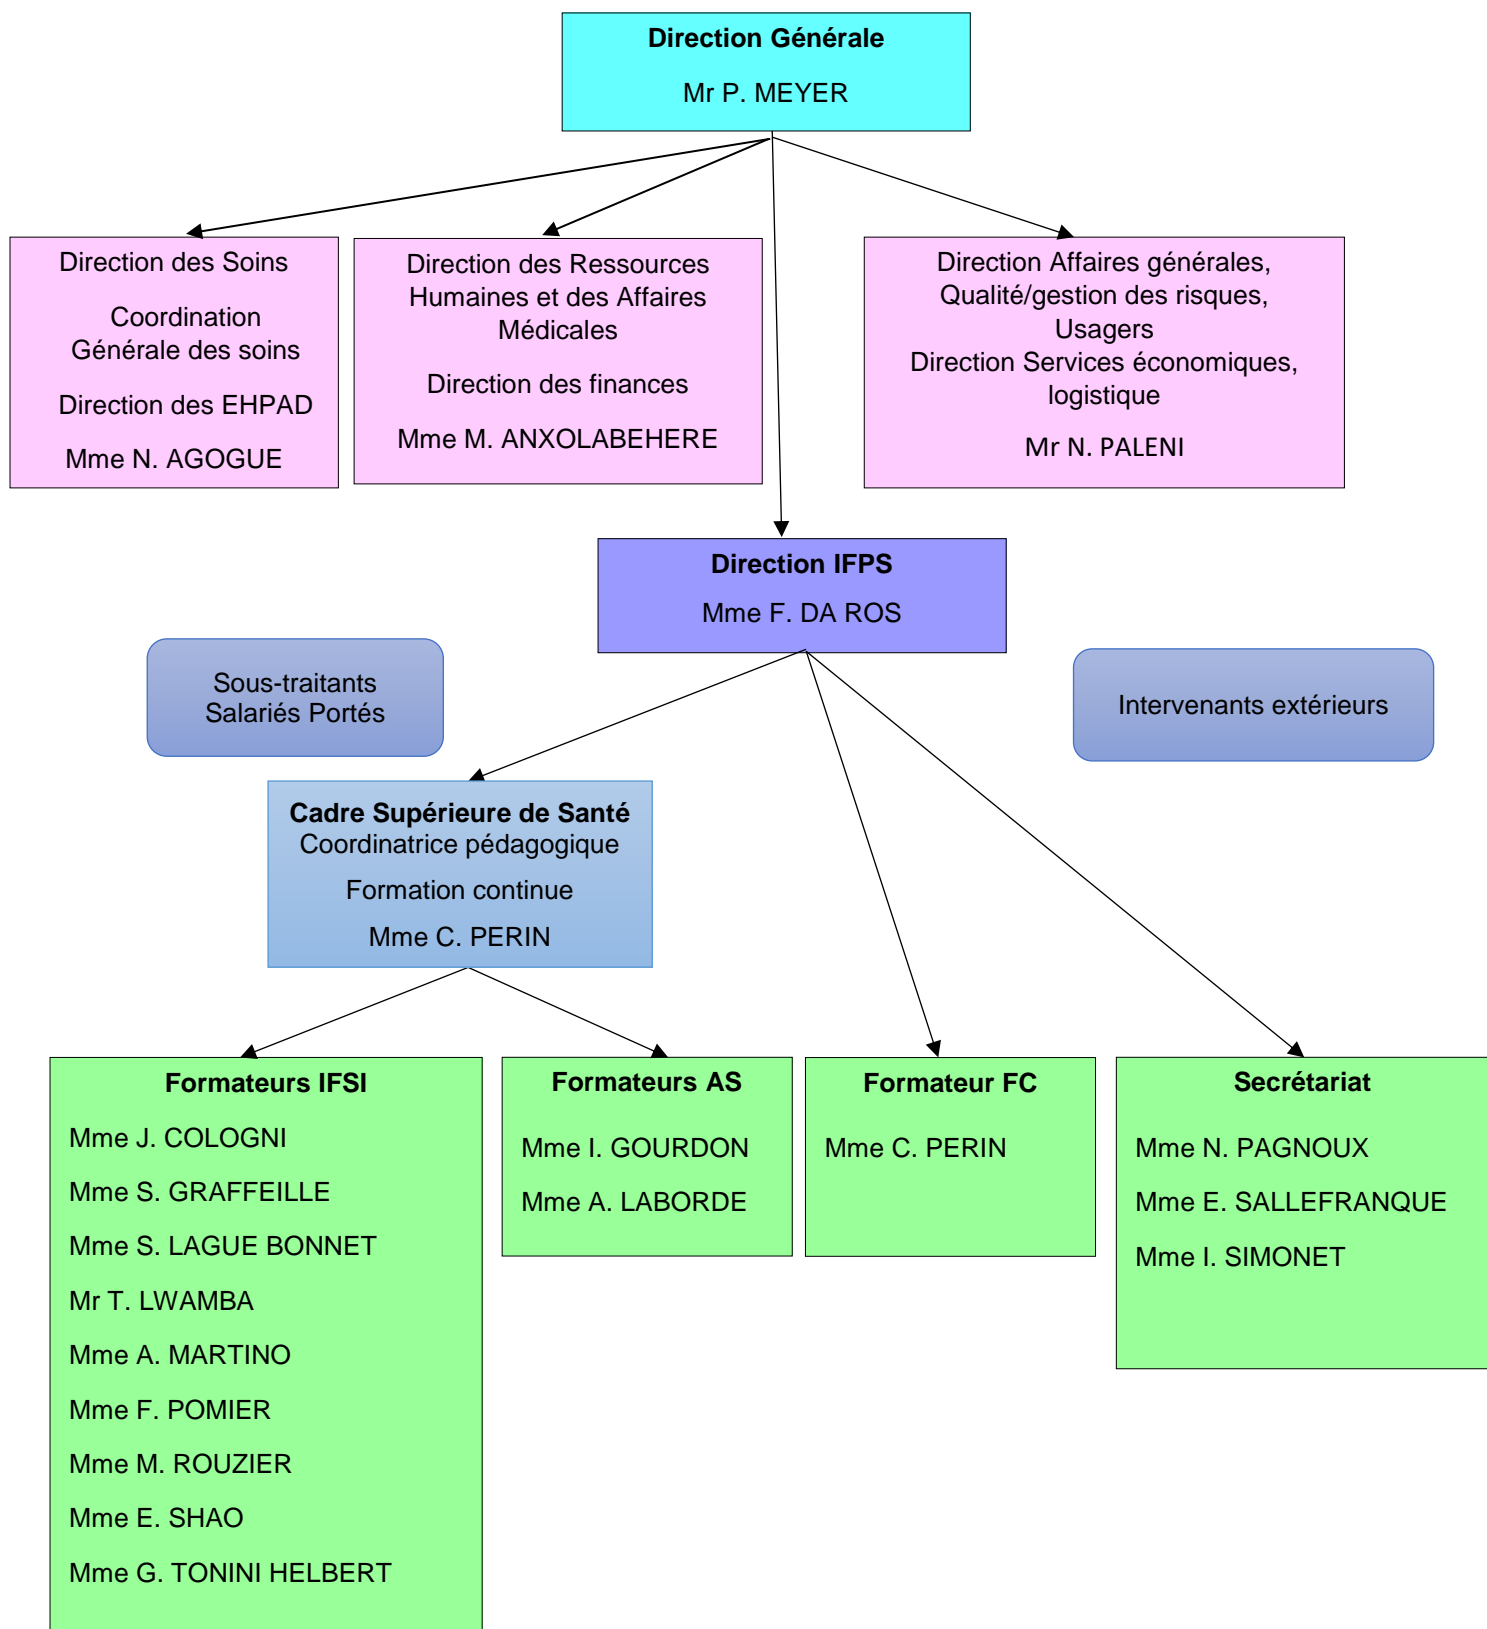 Direction Générale
Mr P. MEYER
Direction des Soins
Coordination
Générale des soins
Direction des EHPAD
Mme N. AGOGUE
Direction des Ressources
Humaines et des Affaires
Médicales
Direction des finances
Mme M. ANXOLABEHERE
Direction Affaires générales,
Qualité/gestion des risques,
Usagers
Direction Services économiques,
logistique
Mr N. PALENI
Direction IFPS
Mme F. DA ROS
Sous-traitants
Salariés Portés
Intervenants extérieurs
Cadre Supérieure de Santé
Coordinatrice pédagogique
Formation continue
Mme C. PERIN
Formateurs IFSI
Mme J. COLOGNI
Mme S. GRAFFEILLE
Mme S. LAGUE BONNET
Mr T. LWAMBA
Mme A. MARTINO
Mme F. POMIER
Mme M. ROUZIER
Mme E. SHAO
Mme G. TONINI HELBERT
Formateurs AS
Mme I. GOURDON
Mme A. LABORDE
Formateur FC
Mme C. PERIN
Secrétariat
Mme N. PAGNOUX
Mme E. SALLEFRANQUE
Mme I. SIMONET